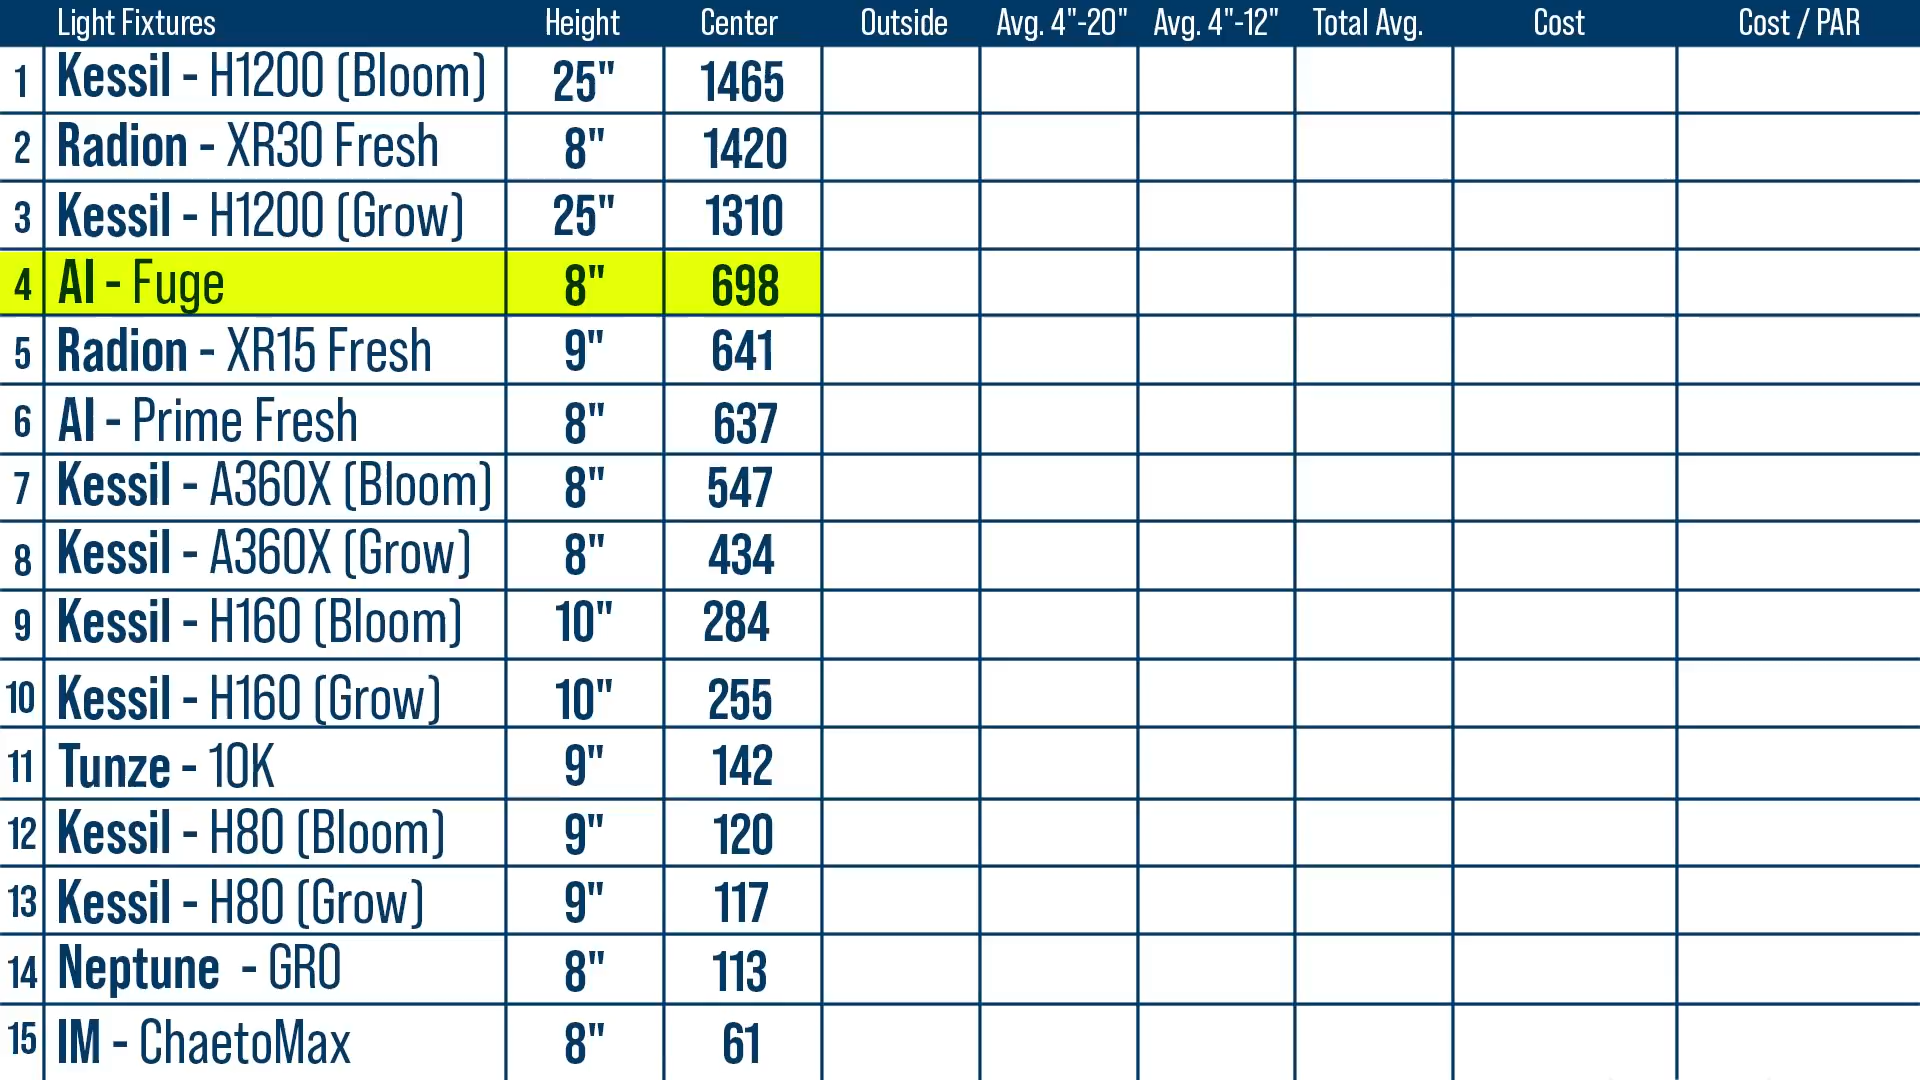 Light Fixtures Height Center Outside Avg. 4"-20" Avg. 4"-12" Total Avg. Cost Cost / PAR
1 Kessil - H1200 (Bloom) 25" 1465
2 Radion - XR30 Fresh 8" 1420
3 Kessil - H1200 (Grow) 25" 1310
4 AI - Fuge 8" 698
5 Radion - XR15 Fresh 9" 641
6 AI - Prime Fresh 8" 637
7 Kessil - A360X (Bloom) 8" 547
8 Kessil - A360X (Grow) 8" 434
9 Kessil - H160 (Bloom) 10" 284
10 Kessil - H160 (Grow) 10" 255
11 Tunze - 10K 9" 142
12 Kessil - H80 (Bloom) 9" 120
13 Kessil - H80 (Grow) 9" 117
14 Neptune - GRO 8" 113
15 IM - ChaetoMax 8" 61